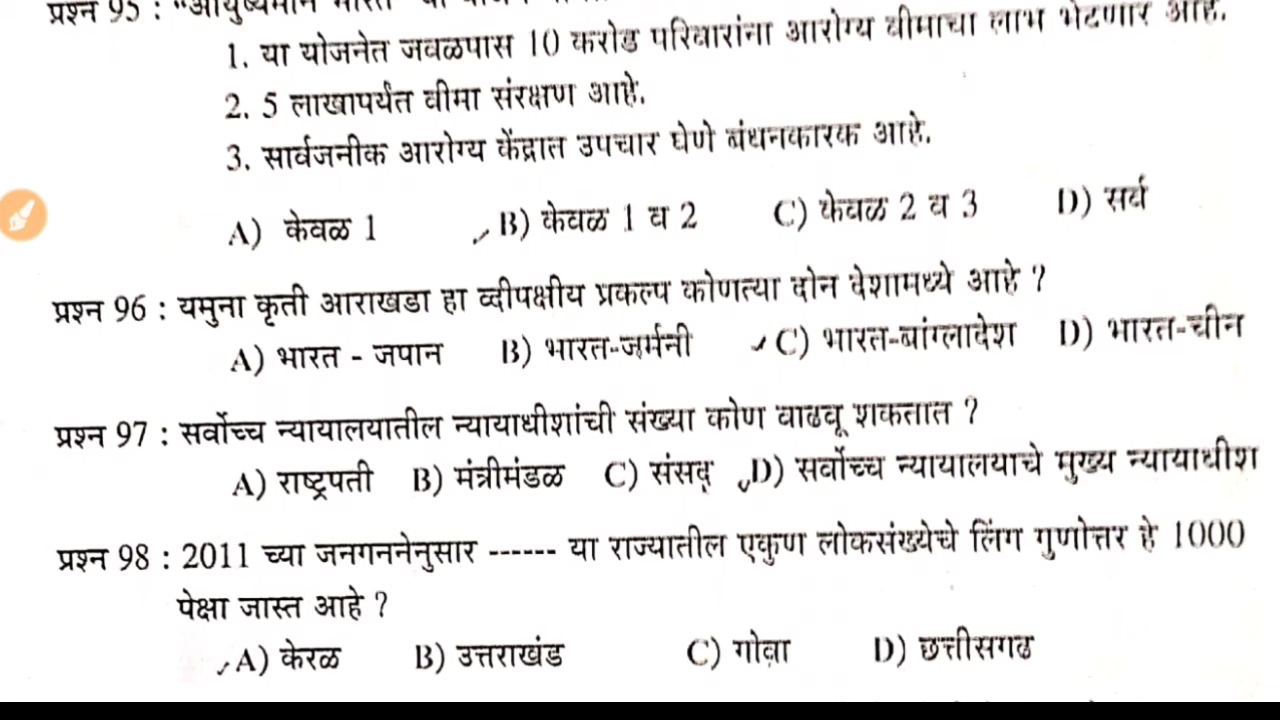 प्रश्न 95 : "आयुष्यमान भारत"
1. या योजनेत जवळपास 10 करोड परिवारांना आरोग्य वीमाचा लाभ भेटणार आहे.
2. 5 लाखापर्यंत वीमा संरक्षण आहे.
3. सार्वजनीक आरोग्य केंद्रात उपचार घेणे बंधनकारक आहे.
A) केवळ 1 B) केवळ 1 व 2 C) केवळ 2 व 3 D) सर्व
प्रश्न 96 : यमुना कृती आराखडा हा व्दीपक्षीय प्रकल्प कोणत्या दोन देशामध्ये आहे ?
A) भारत - जपान B) भारत-जर्मनी C) भारत-बांग्लादेश D) भारत-चीन
प्रश्न 97 : सर्वोच्च न्यायालयातील न्यायाधीशांची संख्या कोण वाढवू शकतात ?
A) राष्ट्रपती B) मंत्रीमंडळ C) संसद् D) सर्वोच्च न्यायालयाचे मुख्य न्यायाधीश
प्रश्न 98 : 2011 च्या जनगननेनुसार ------ या राज्यातील एकुण लोकसंख्येचे लिंग गुणोत्तर हे 1000
पेक्षा जास्त आहे ?
A) केरळ B) उत्तराखंड C) गोवा D) छत्तीसगढ